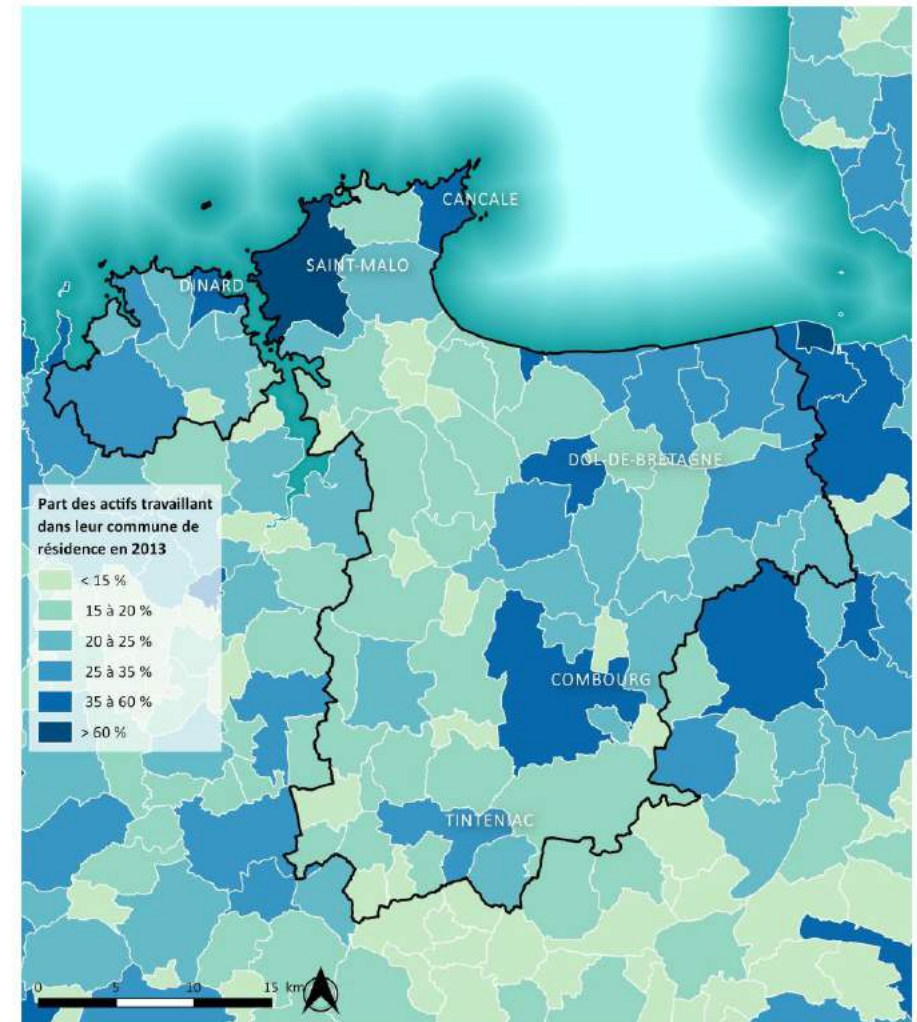 CANCALE
SAINT-MALO
DINARD
DOL-DE-BRETAGNE
Part des actifs travaillant
dans leur commune de
résidence en 2013
< 15 %
15 à 20 %
20 à 25 %
25 à 35 %
35 à 60 %
> 60 %
COMBOURG
TINTENIAC
0 5 10 15 km